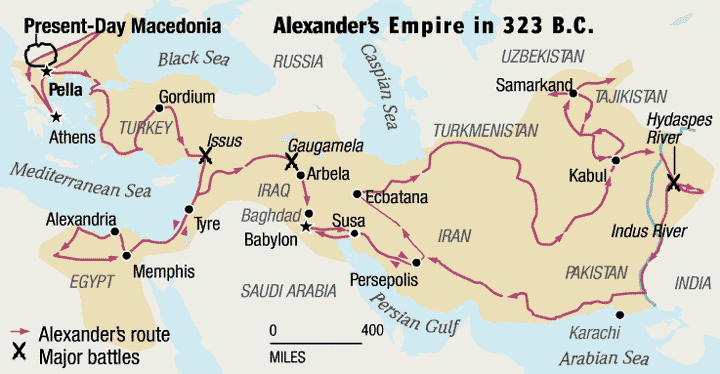 Present-Day Macedonia
Alexander's Empire in 323 B.C.
Black Sea
RUSSIA
Caspian Sea
UZBEKISTAN
Samarkand
TAJIKISTAN
Pella
Gordium
Athens
TURKEY
Issus
Gaugamela
TURKMENISTAN
Hydaspes
River
Mediterranean Sea
Arbela
Kabul
IRAQ
Ecbatana
Alexandria
Tyre
Baghdad
Susa
Babylon
IRAN
Indus River
Memphis
EGYPT
Persepolis
PAKISTAN
INDIA
SAUDI ARABIA
Persian Gulf
Alexander's route
Major battles
0
400
MILES
Karachi
Arabian Sea